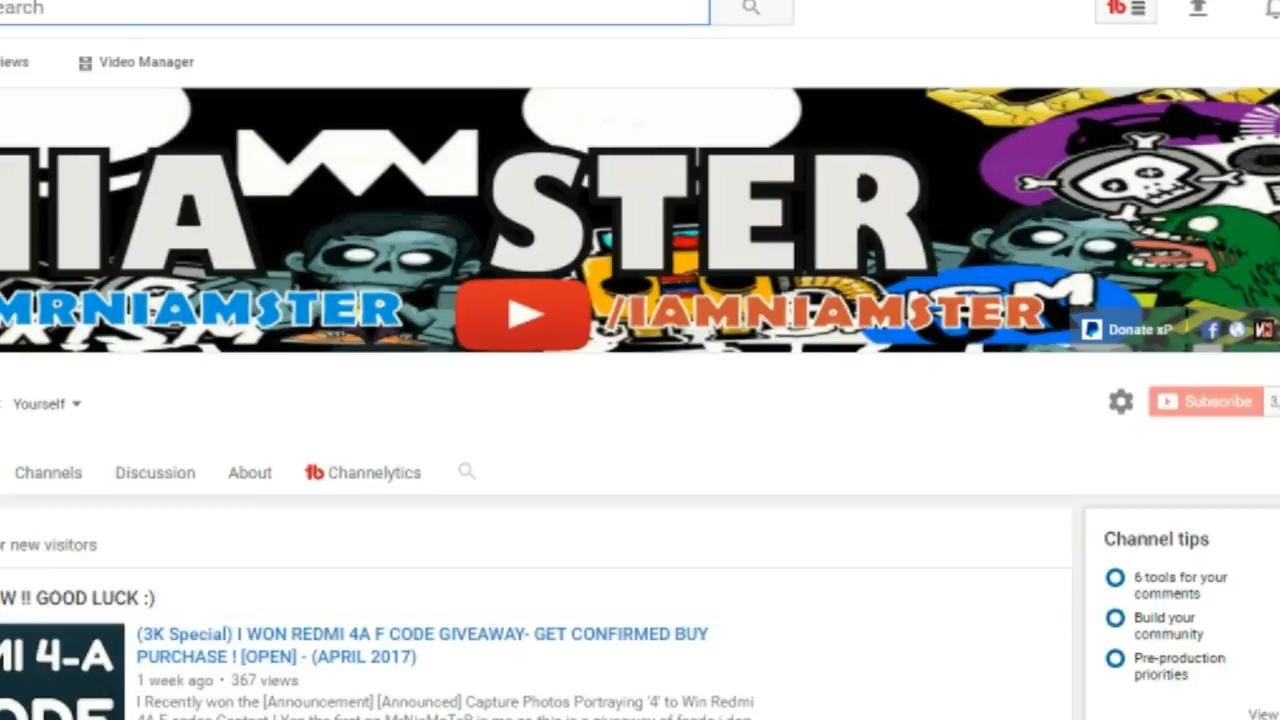 earch
iews
Video Manager
NIA STER
MRNIAMSTER
/IAMNIAMSTER
Donate xP
Yourself
Subscribe
3,
Channels
Discussion
About
Channelytics
r new visitors
Channel tips
6 tools for your
comments
Build your
community
Pre-production
priorities
View
W !! GOOD LUCK :)
MI 4-A
ODE
(3K Special) I WON REDMI 4A F CODE GIVEAWAY- GET CONFIRMED BUY
PURCHASE ! [OPEN] - (APRIL 2017)
1 week ago • 367 views
I Recently won the [Announcement] [Announced] Capture Photos Portraying '4' to Win Redmi